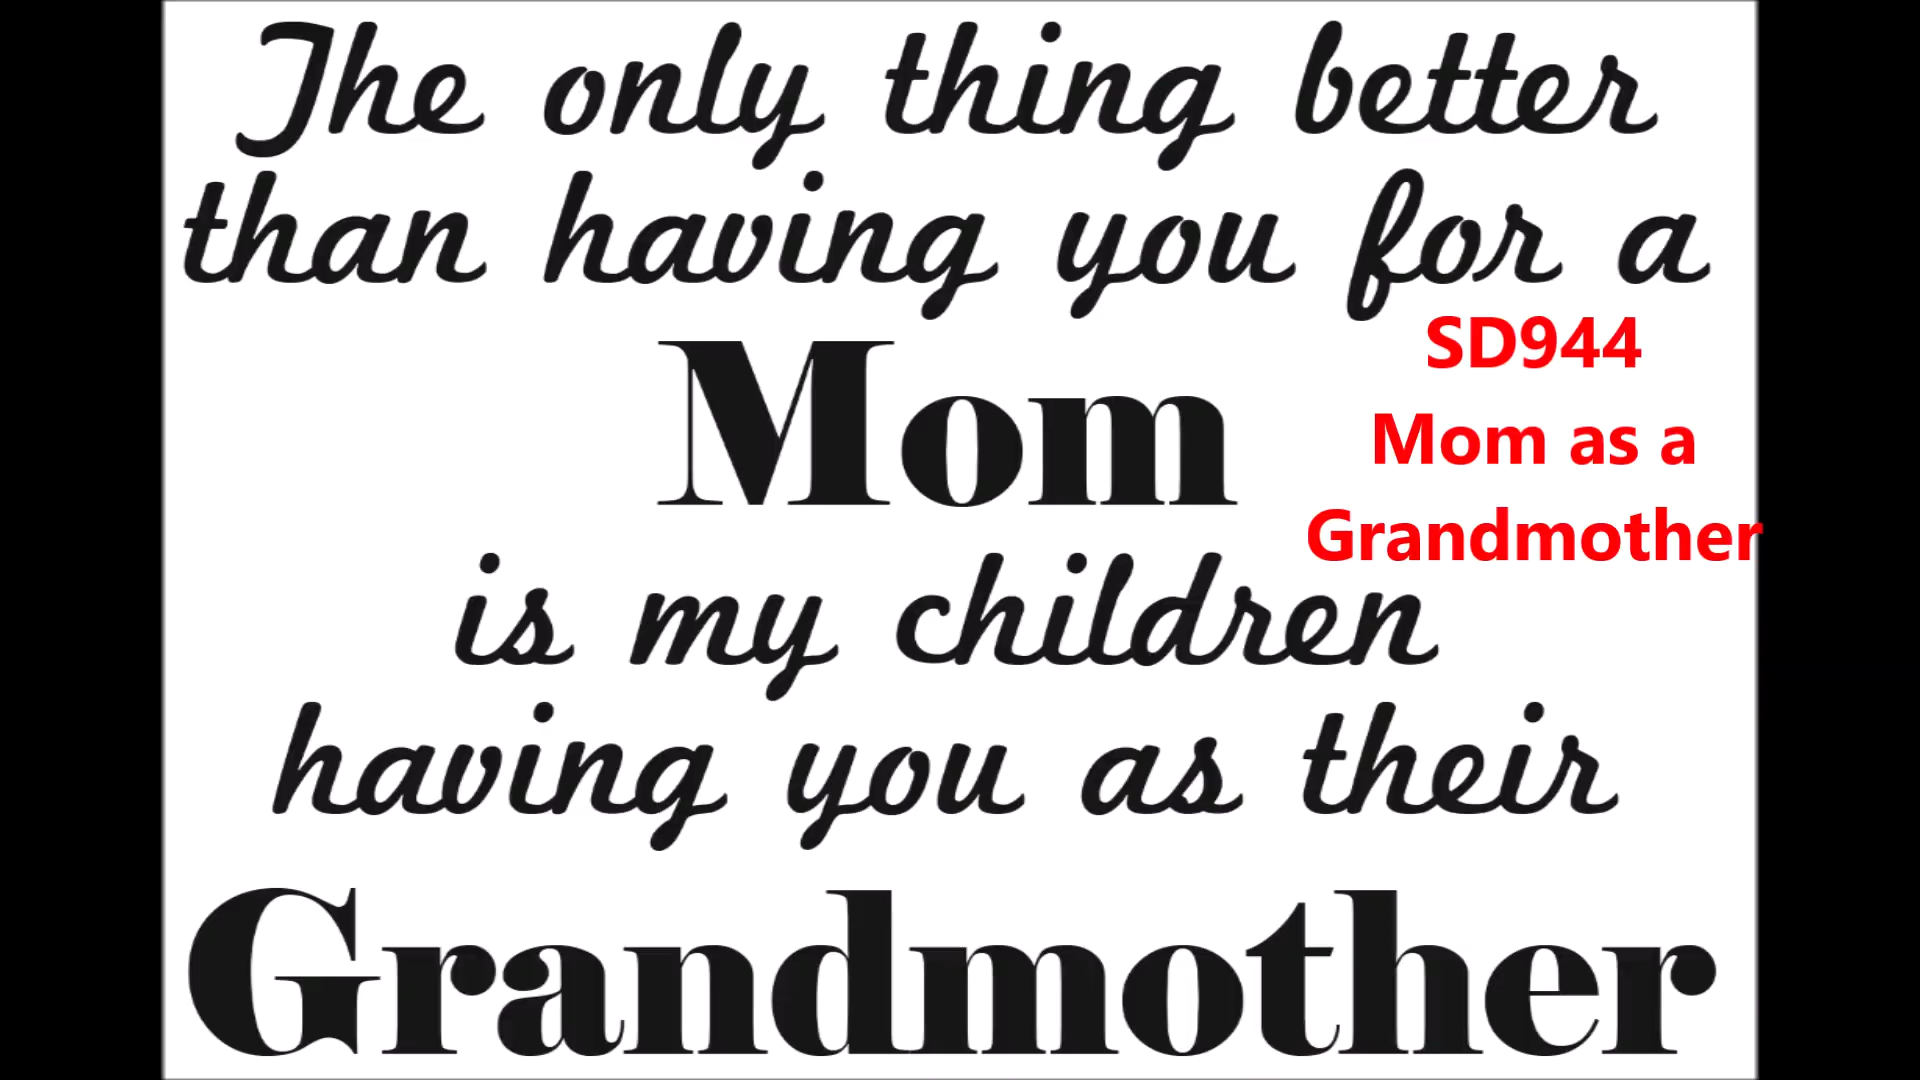 The only thing better
than having you for a
Mom
is my children
having you as their
Grandmother
SD944
Mom as a
Grandmother